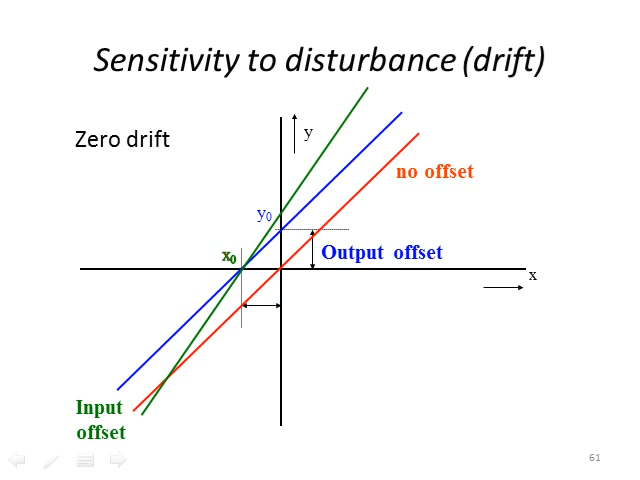 Sensitivity to disturbance (drift)
Zero drift
y
no offset
y0
x0
Output offset
x
Input
offset
61